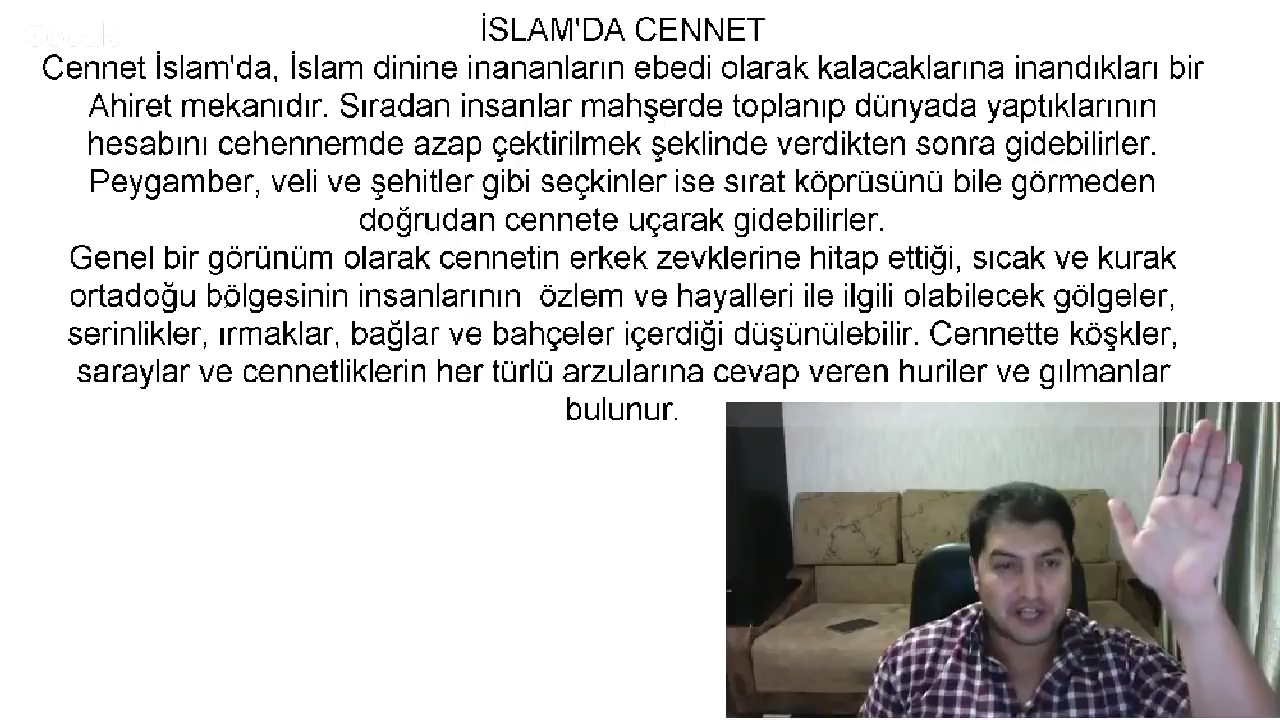 İSLAM'DA CENNET
Cennet İslam'da, İslam dinine inananların ebedi olarak kalacaklarına inandıkları bir
Ahiret mekanıdır. Sıradan insanlar mahşerde toplanıp dünyada yaptıklarının
hesabını cehennemde azap çektirilmek şeklinde verdikten sonra gidebilirler.
Peygamber, veli ve şehitler gibi seçkinler ise sırat köprüsünü bile görmeden
doğrudan cennete uçarak gidebilirler.
Genel bir görünüm olarak cennetin erkek zevklerine hitap ettiği, sıcak ve kurak
ortadoğu bölgesinin insanlarının özlem ve hayalleri ile ilgili olabilecek gölgeler,
serinlikler, ırmaklar, bağlar ve bahçeler içerdiği düşünülebilir. Cennette köşkler,
saraylar ve cennetliklerin her türlü arzularına cevap veren huriler ve gılmanlar
bulunur.